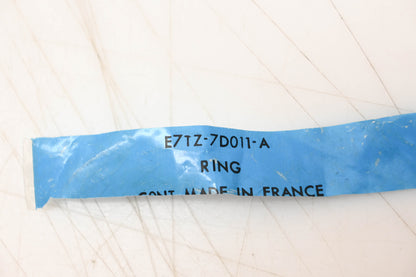 E7TZ-7D011-A
RING
CONT. MADE IN FRANCE